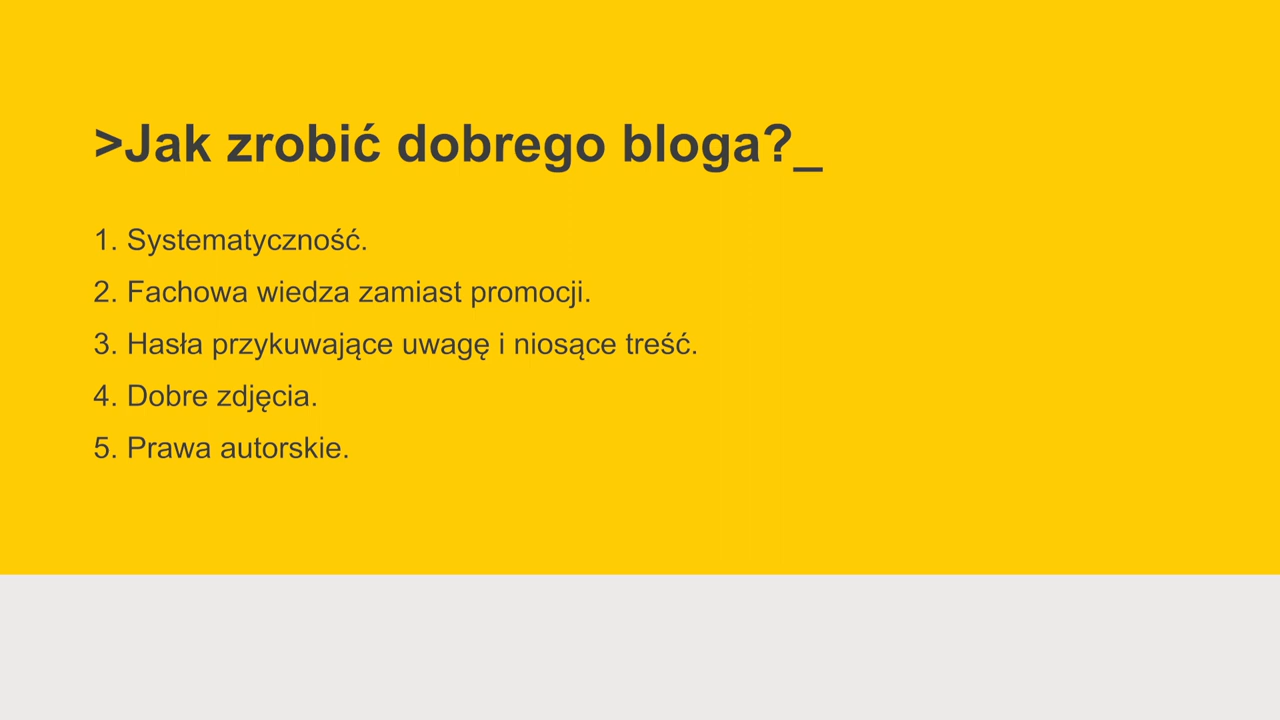 >Jak zrobić dobrego bloga?_
1. Systematyczność.
2. Fachowa wiedza zamiast promocji.
3. Hasła przykuwające uwagę i niosące treść.
4. Dobre zdjęcia.
5. Prawa autorskie.